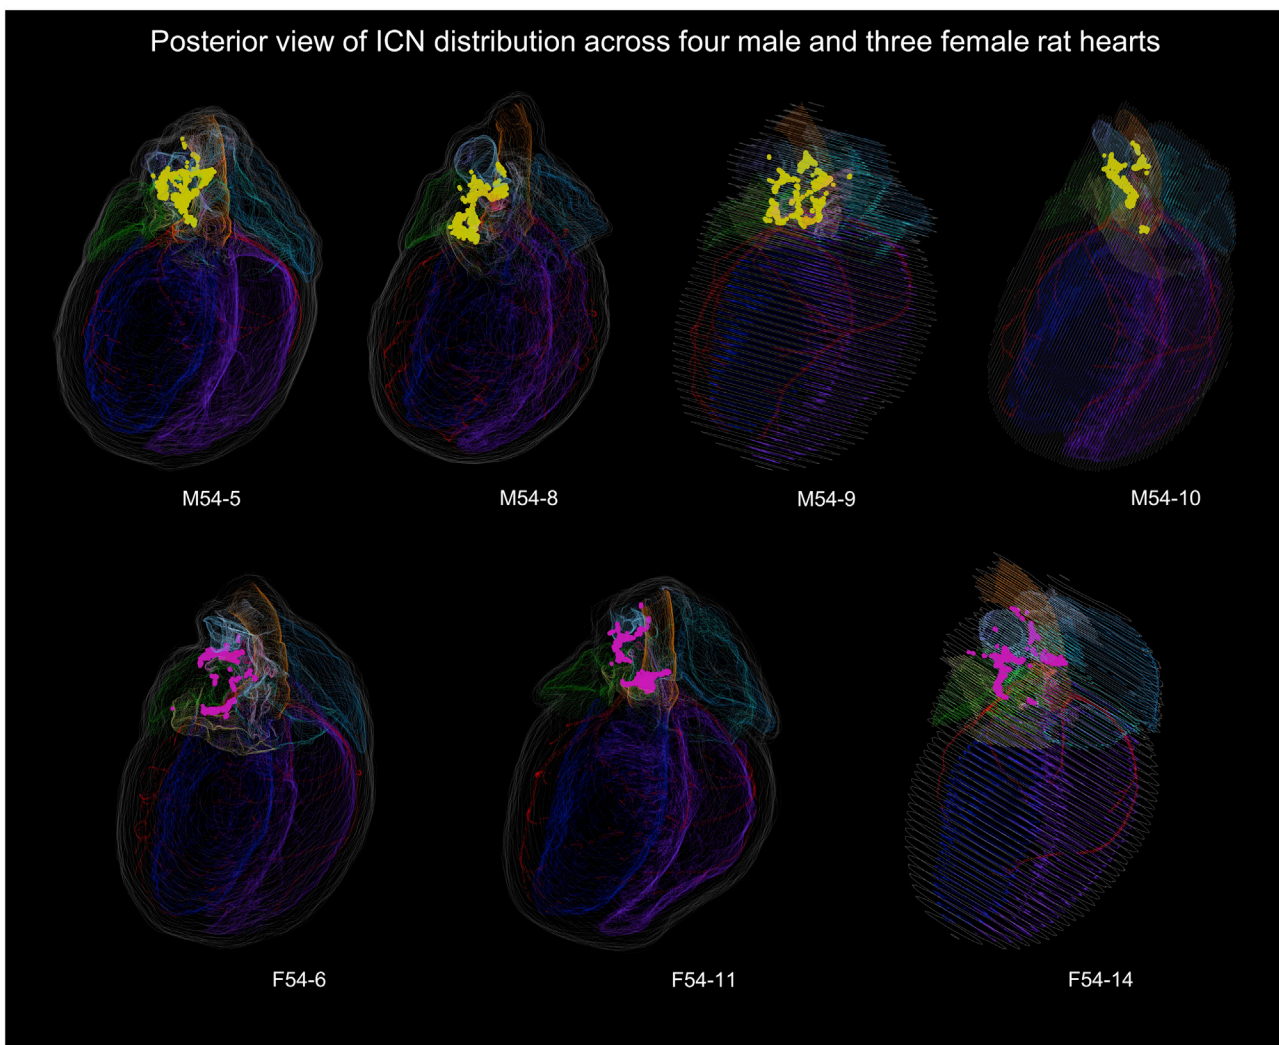 Posterior view of ICN distribution across four male and three female rat hearts
M54-5
M54-8
M54-9
M54-10
F54-6
F54-11
F54-14